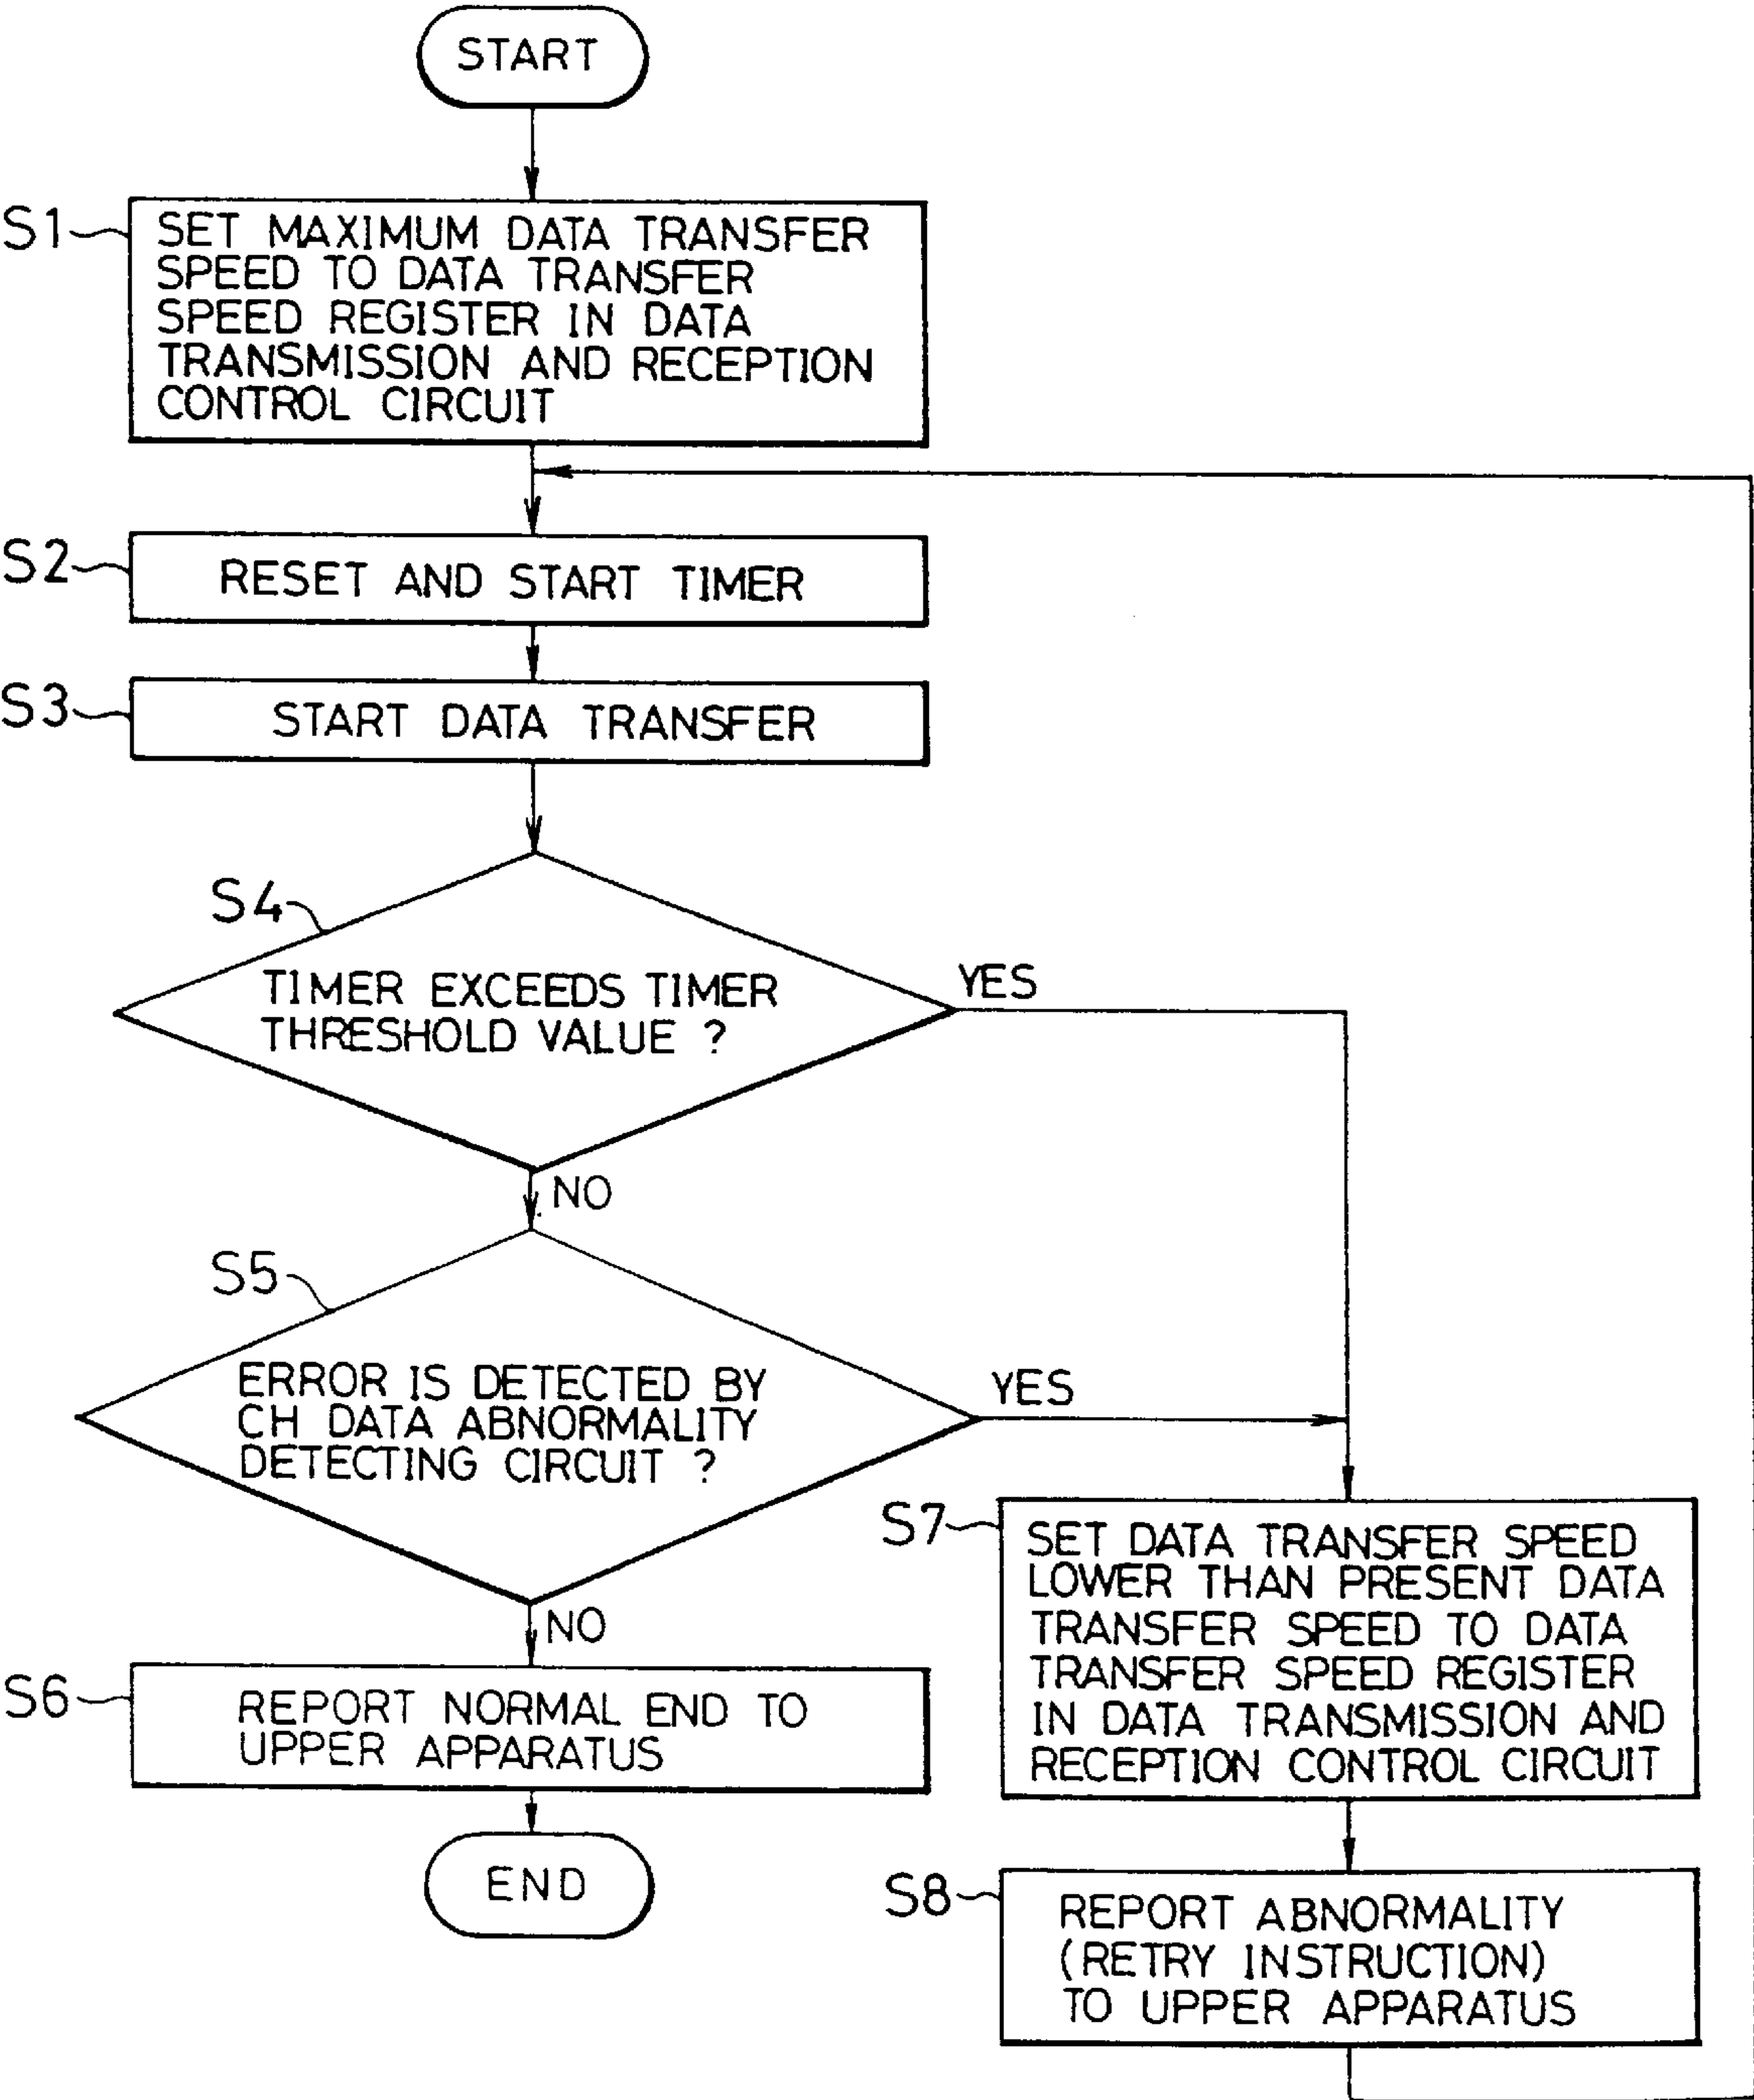 START
S1
SET MAXIMUM DATA TRANSFER
SPEED TO DATA TRANSFER
SPEED REGISTER IN DATA
TRANSMISSION AND RECEPTION
CONTROL CIRCUIT
S2
RESET AND START TIMER
S3
START DATA TRANSFER
S4
TIMER EXCEEDS TIMER
THRESHOLD VALUE ?
YES
NO
S5
ERROR IS DETECTED BY
CH DATA ABNORMALITY
DETECTING CIRCUIT ?
YES
NO
S6
REPORT NORMAL END TO
UPPER APPARATUS
END
S7
SET DATA TRANSFER SPEED
LOWER THAN PRESENT DATA
TRANSFER SPEED TO DATA
TRANSFER SPEED REGISTER
IN DATA TRANSMISSION AND
RECEPTION CONTROL CIRCUIT
S8
REPORT ABNORMALITY
(RETRY INSTRUCTION)
TO UPPER APPARATUS